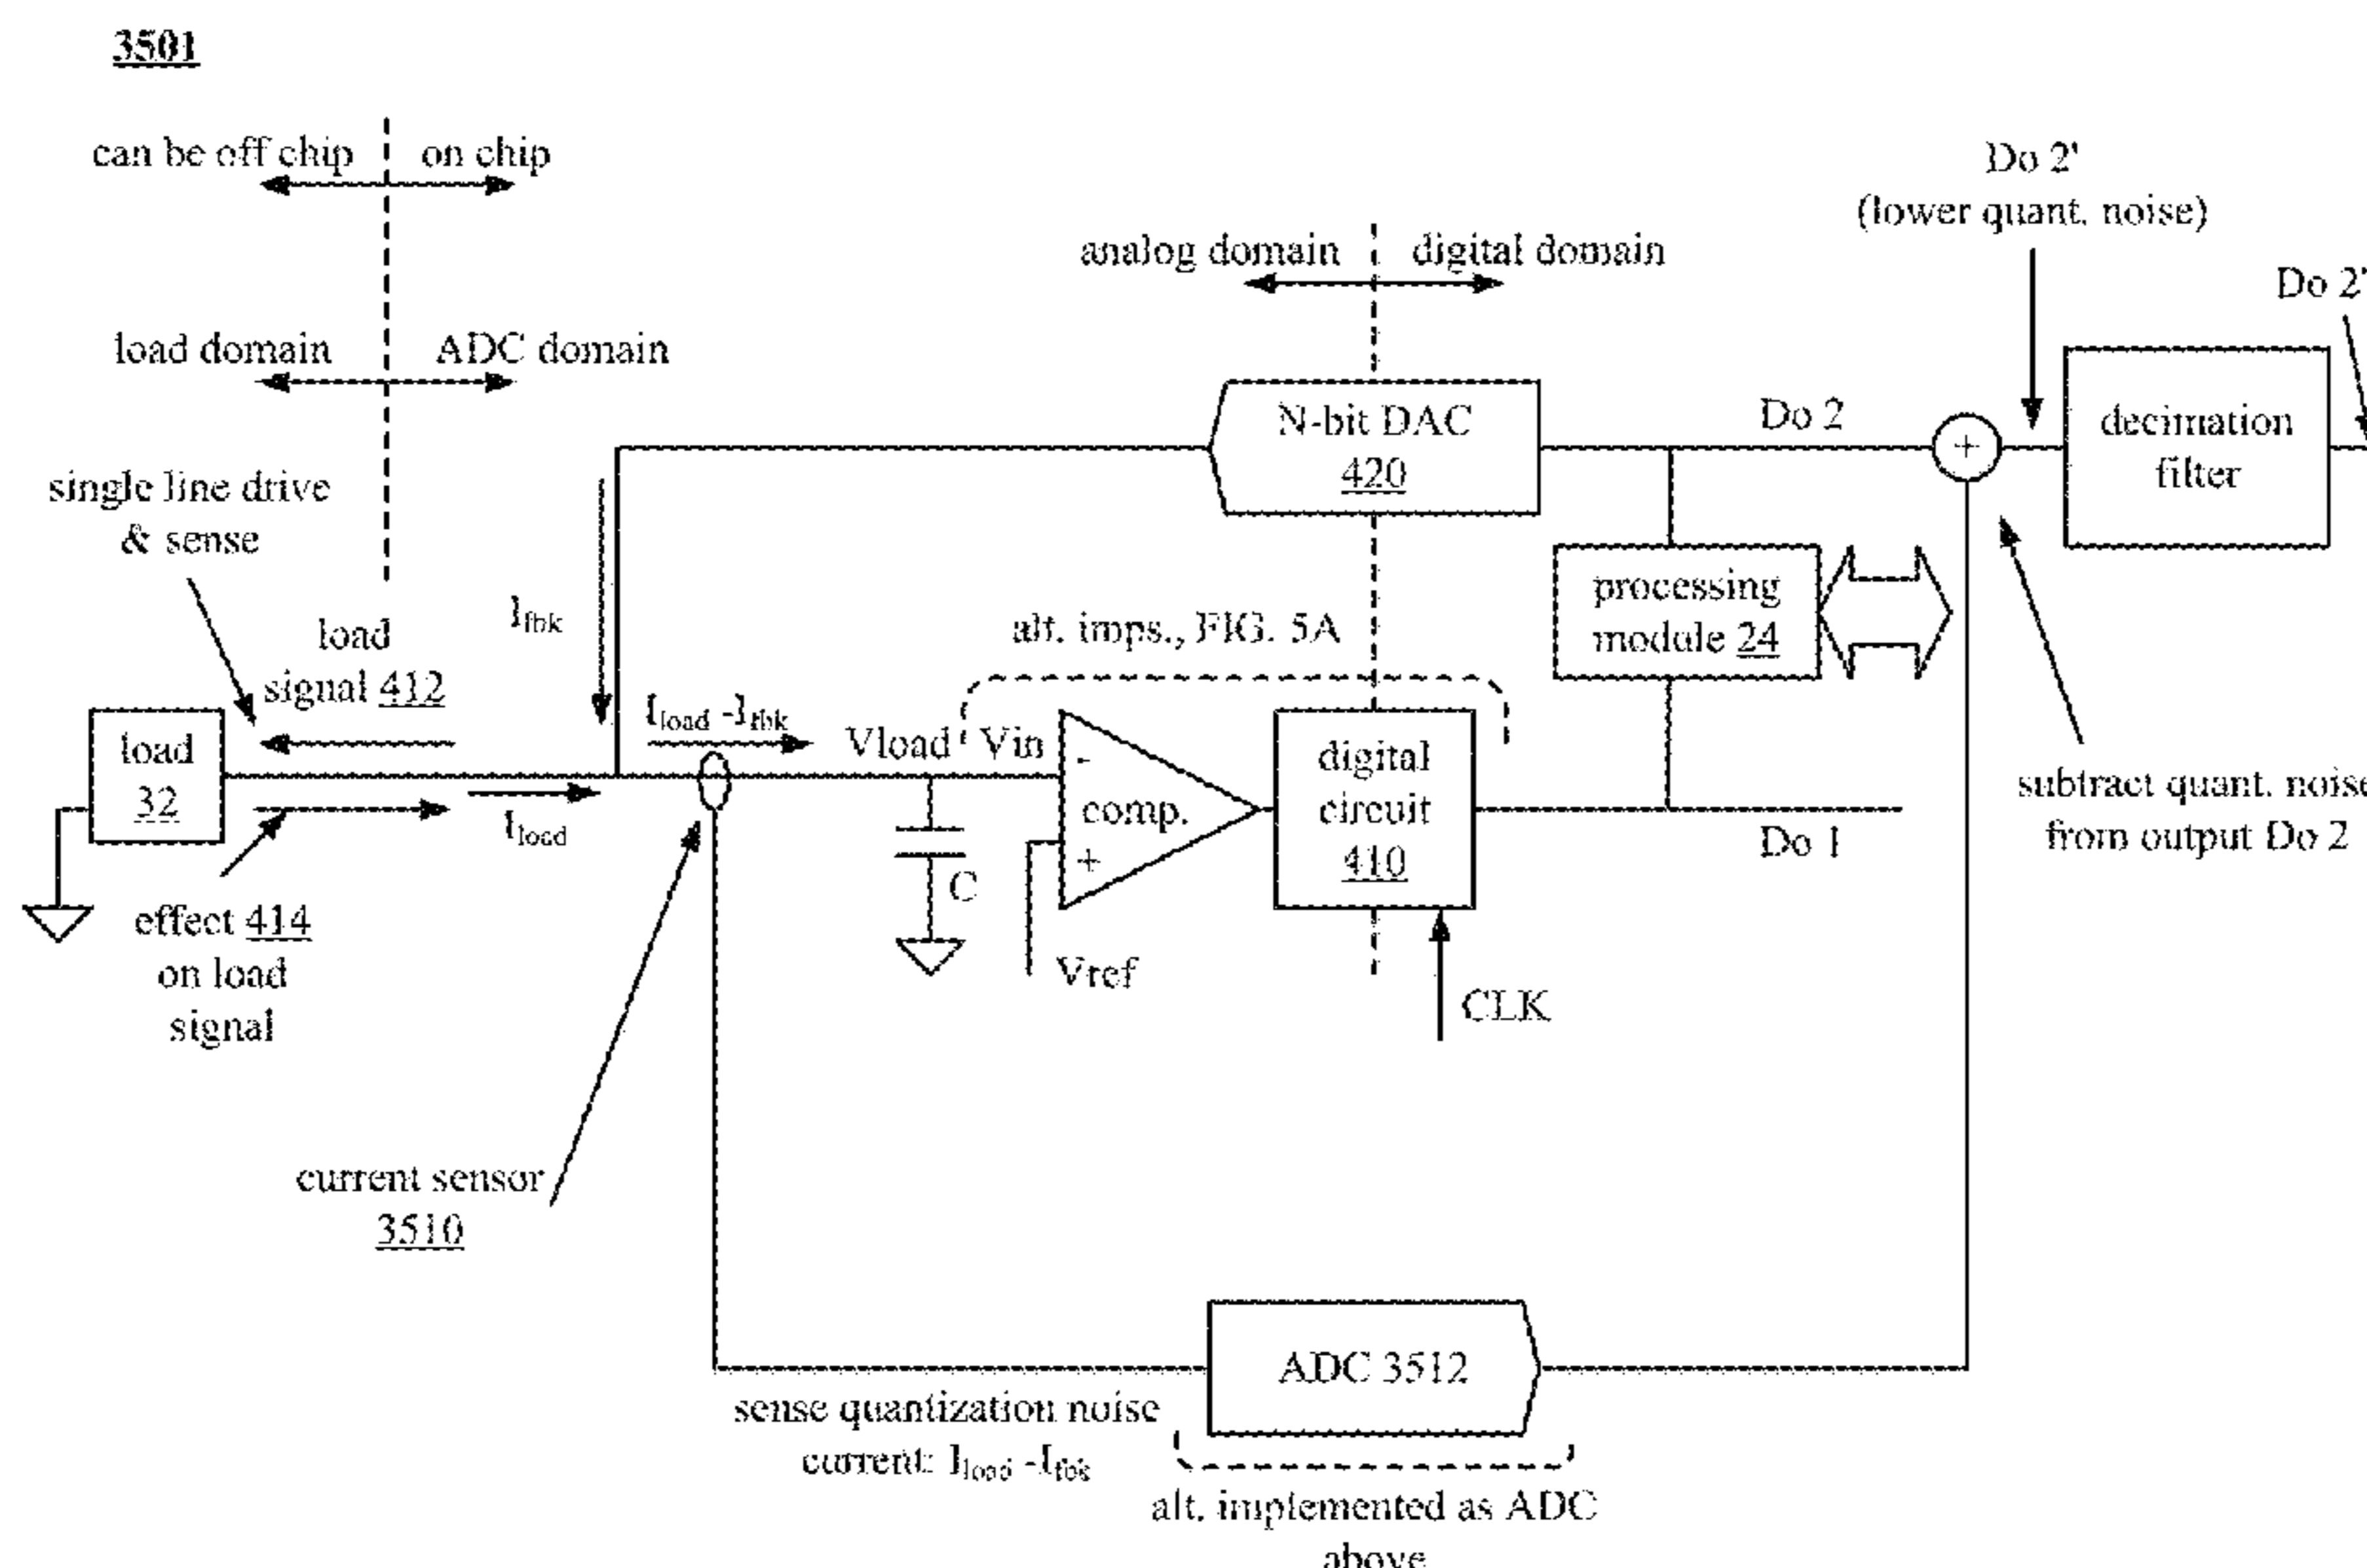 3501
can be off chip
on chip
load domain
ADC domain
analog domain
digital domain
Do 2'
(lower quant. noise)
Do 2'
N-bit DAC
420
Do 2
+
decimation
filter
single line drive
& sense
load
signal 412
Ifbk
alt. imps., FIG. 5A
processing
module 24
load
32
Iload -Ifbk
Vload
Vin
-
comp.
+
digital
circuit
410
Iload
Do 1
subtract quant. noise
from output Do 2
C
Vref
CLK
effect 414
on load
signal
current sensor
3510
ADC 3512
sense quantization noise
current: Iload -Ifbk
alt. implemented as ADC
above